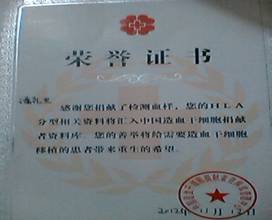 荣誉证书
感谢您捐献了检测血样，您的HLA
分型相关资料将汇入中国造血干细胞捐献
者资料库。您的善举将给需要造血干细胞
移植的患者带来重生的希望。